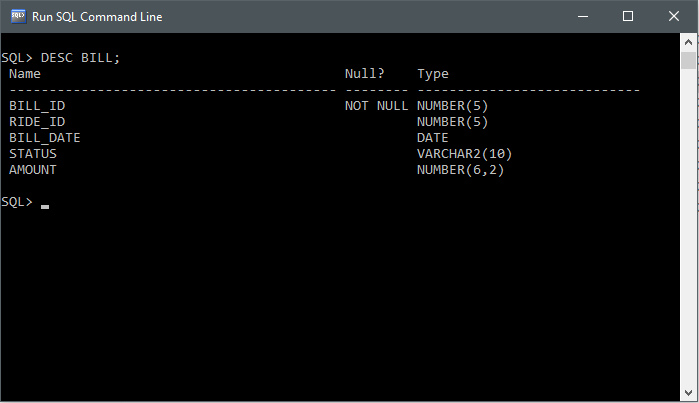 Run SQL Command Line
SQL> DESC BILL;
Name Null? Type
----------------------------------------- -------- ----------------------------
BILL_ID NOT NULL NUMBER(5)
RIDE_ID NUMBER(5)
BILL_DATE DATE
STATUS VARCHAR2(10)
AMOUNT NUMBER(6,2)
SQL>